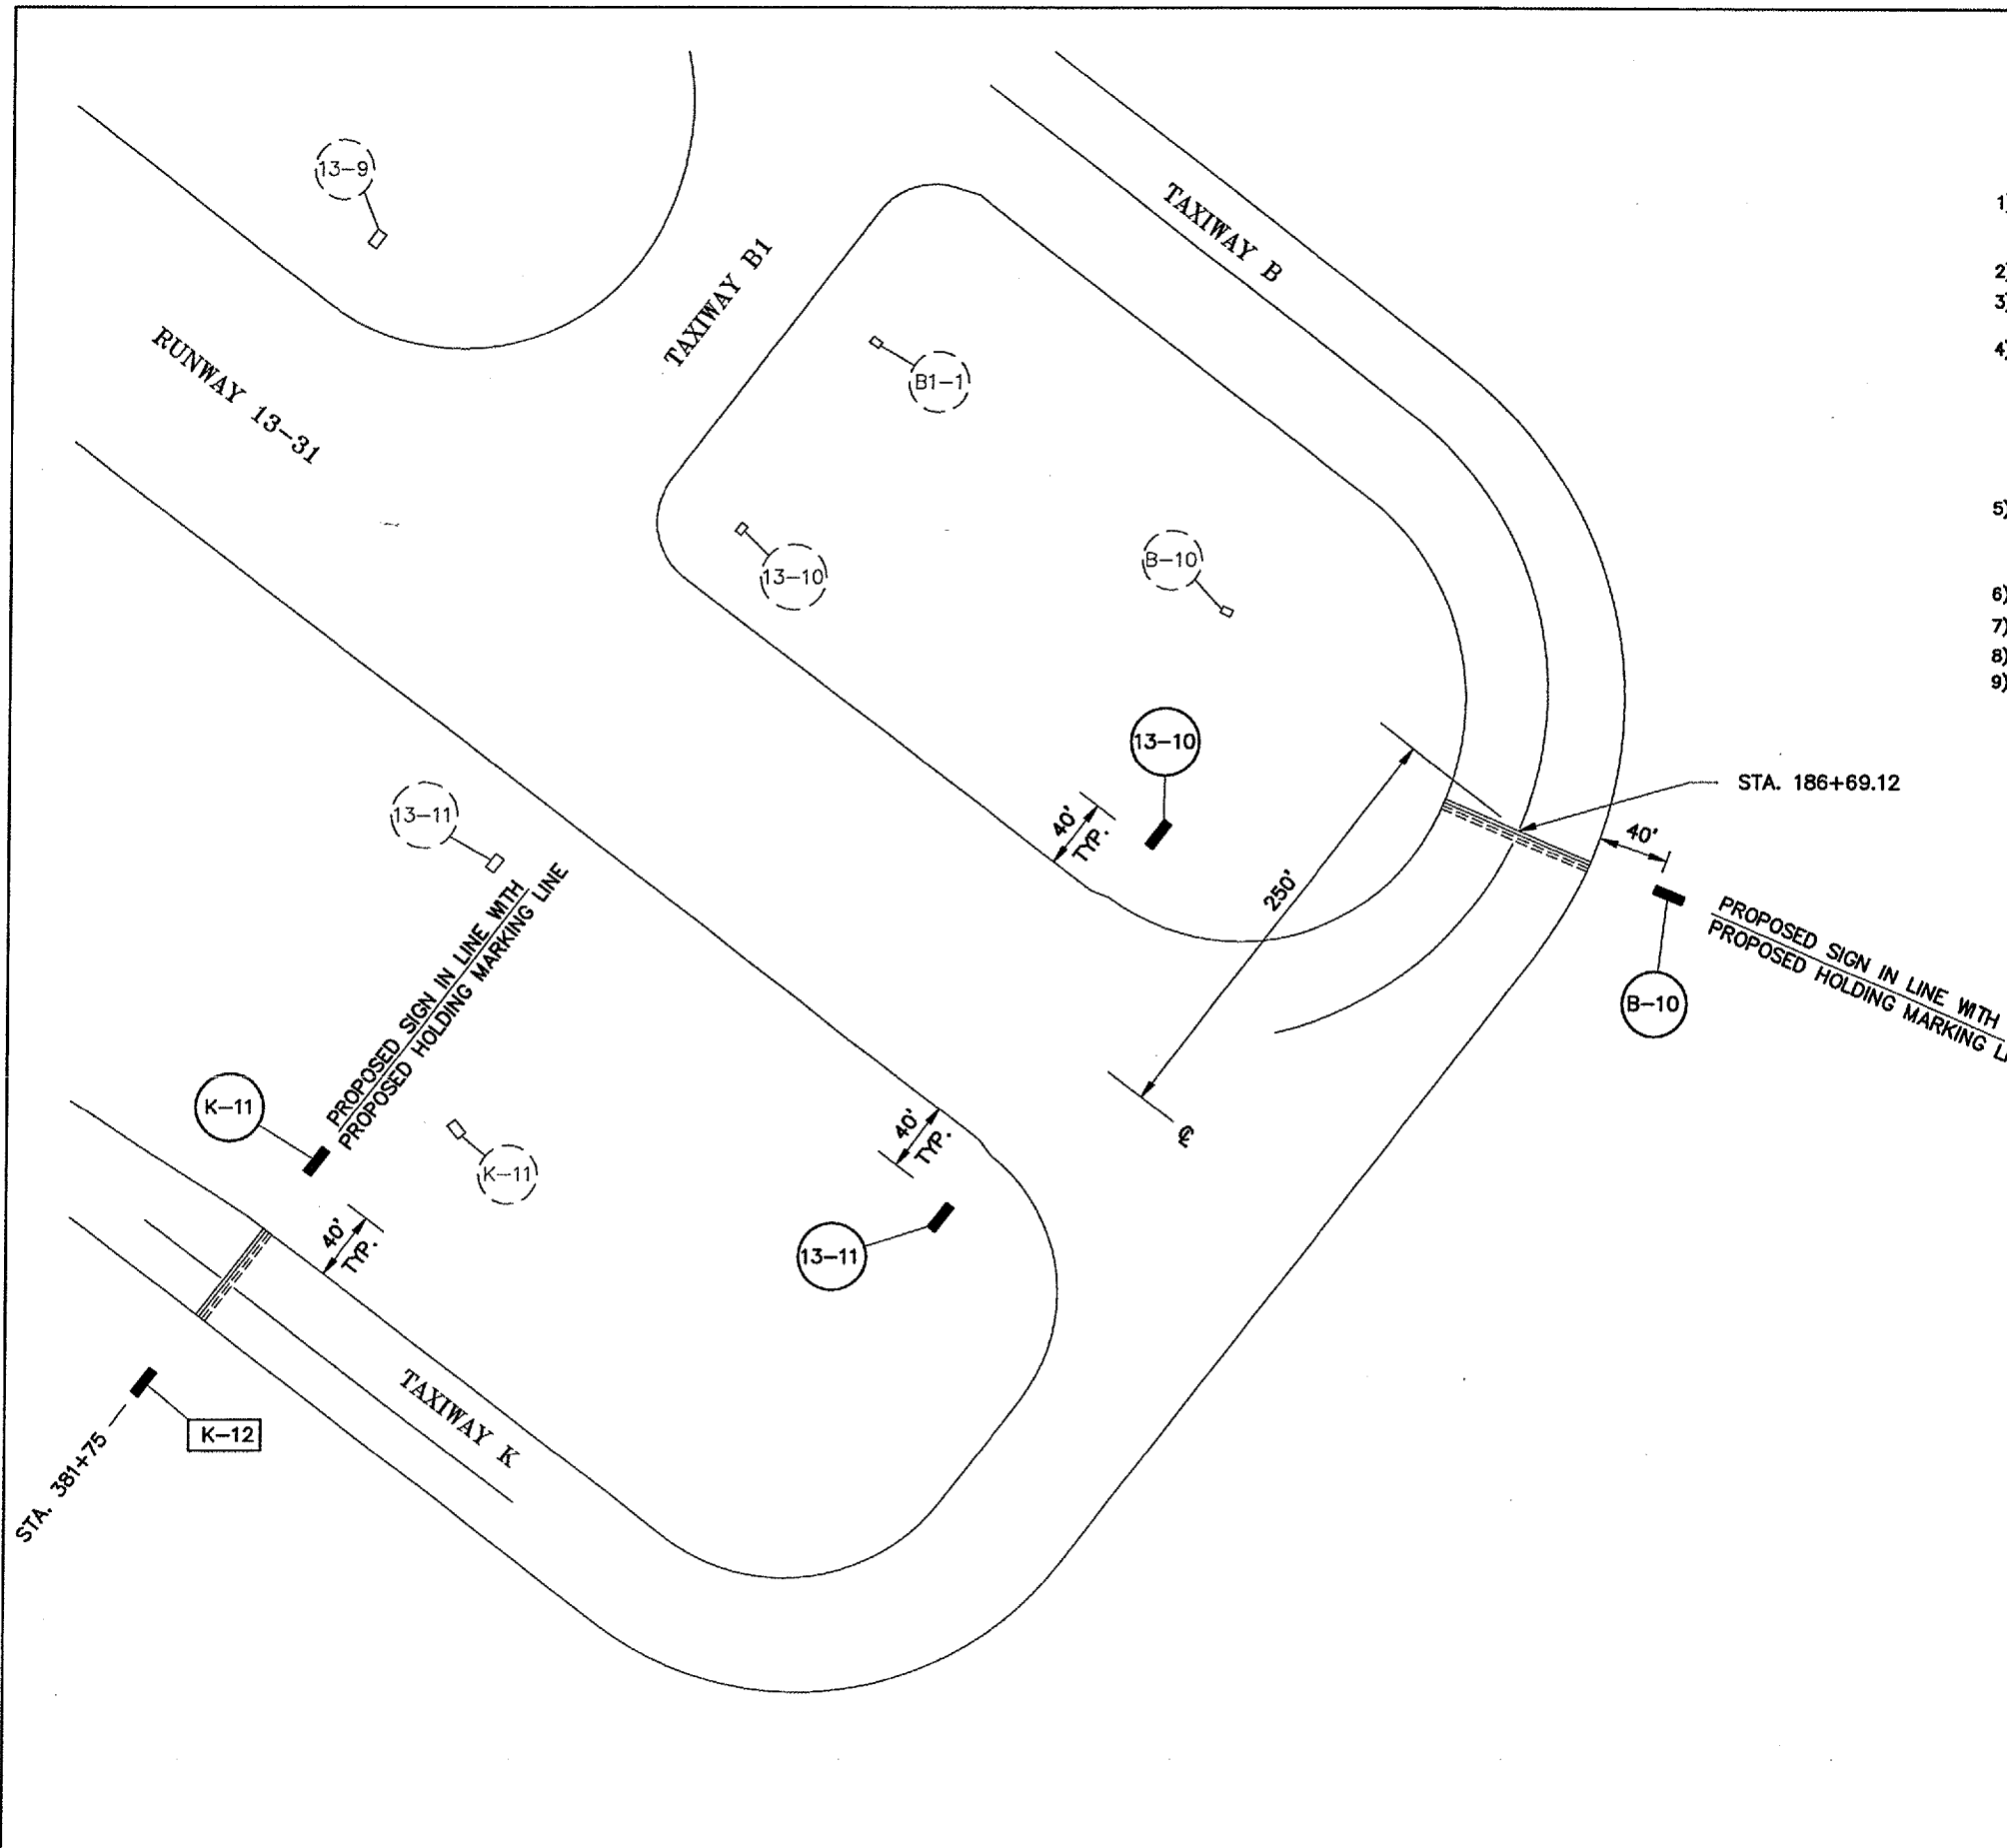 13-9
TAXIWAY B
TAXIWAY B1
RUNWAY 13-31
B1-1
13-10
B-10
1)
2)
3)
4)
5)
6)
7)
8)
9)
13-10
STA. 186+69.12
40'
TYP.
40'
250'
13-11
PROPOSED SIGN IN LINE WITH
PROPOSED HOLDING MARKING LINE
B-10
PROPOSED SIGN IN LINE WITH
PROPOSED HOLDING MARKING
K-11
K-11
40'
TYP.
℄
13-11
40'
TYP.
TAXIWAY K
K-12
STA. 381+75